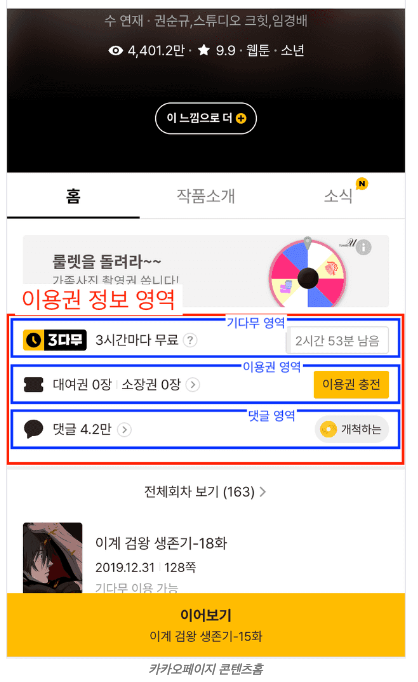 수 연재 · 권순규,스튜디오 크힛,임경배
4,401.2만 · ★ 9.9 · 웹툰 · 소년
이 느낌으로 더
홈 작품소개 소식
N
룰렛을 돌려라~~
가족사진 촬영권 쏩니다!
이용권 정보 영역
기다무 영역
3다무 3시간마다 무료 ? 2시간 53분 남음
이용권 영역
대여권 0장 소장권 0장 이용권 충전
댓글 영역
댓글 4.2만 개척하는
전체회차 보기 (163)
이계 검왕 생존기-18화
2019.12.31 128쪽
기다무 이용 가능
이어보기
이계 검왕 생존기-15화
카카오페이지 콘텐츠홈